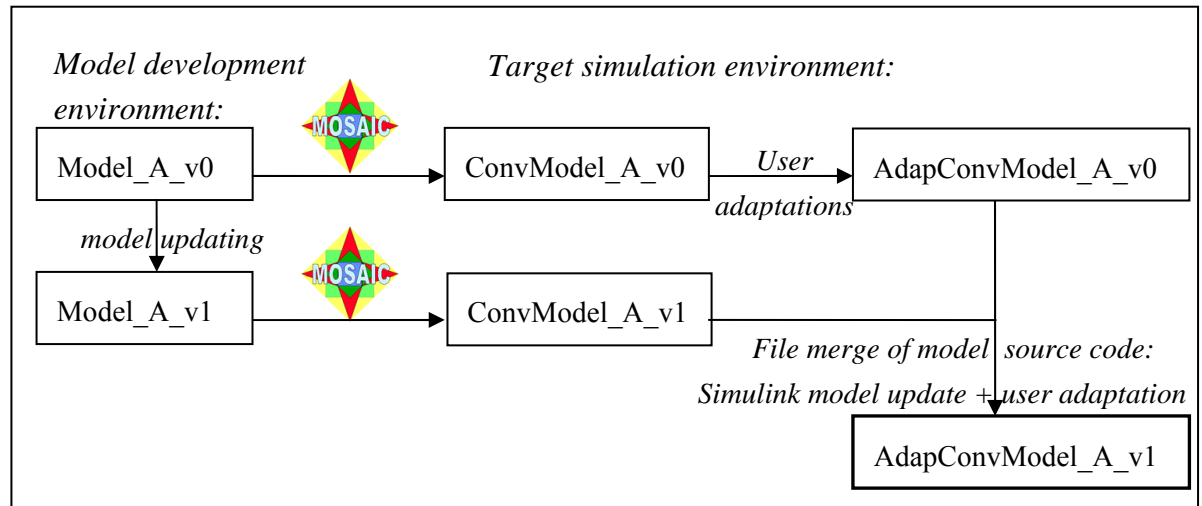 Model development
environment:
Target simulation environment:
MOSAIC
Model_A_v0
ConvModel_A_v0
User
adaptations
AdapConvModel_A_v0
model updating
MOSAIC
Model_A_v1
ConvModel_A_v1
File merge of model source code:
Simulink model update + user adaptation
AdapConvModel_A_v1